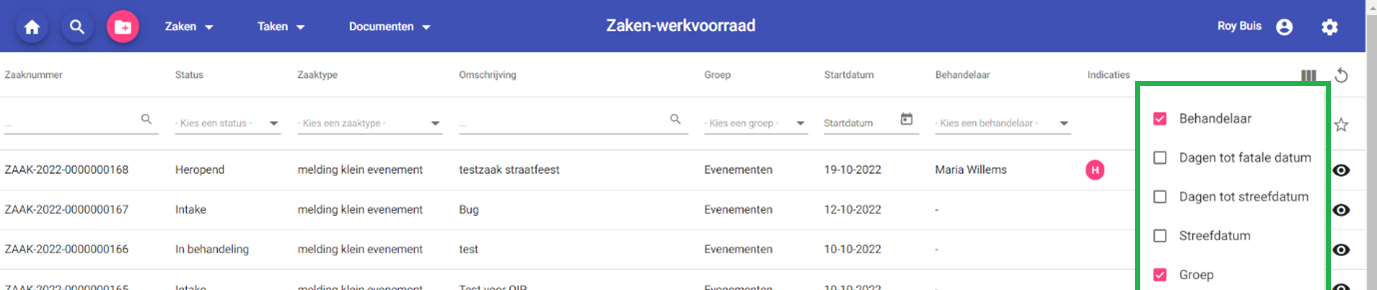 Zaken Taken Documenten Zaken-werkvoorraad Roy Buis
Zaaknummer Status Zaaktype Omschrijving Groep Startdatum Behandelaar Indicaties
... - Kies een status - - Kies een zaaktype - ... - Kies een groep - Startdatum - Kies een behandelaar -
Behandelaar
Dagen tot fatale datum
ZAAK-2022-0000000168 Heropend melding klein evenement testzaak straatfeest Evenementen 19-10-2022 Maria Willems H
Dagen tot streefdatum
ZAAK-2022-0000000167 Intake melding klein evenement Bug Evenementen 12-10-2022 -
Streefdatum
ZAAK-2022-0000000166 In behandeling melding klein evenement test Evenementen 10-10-2022 -
Groep
ZAAK-2022-0000000165 Intake melding klein evenement Test voor Evenementen 10-10-2022 -